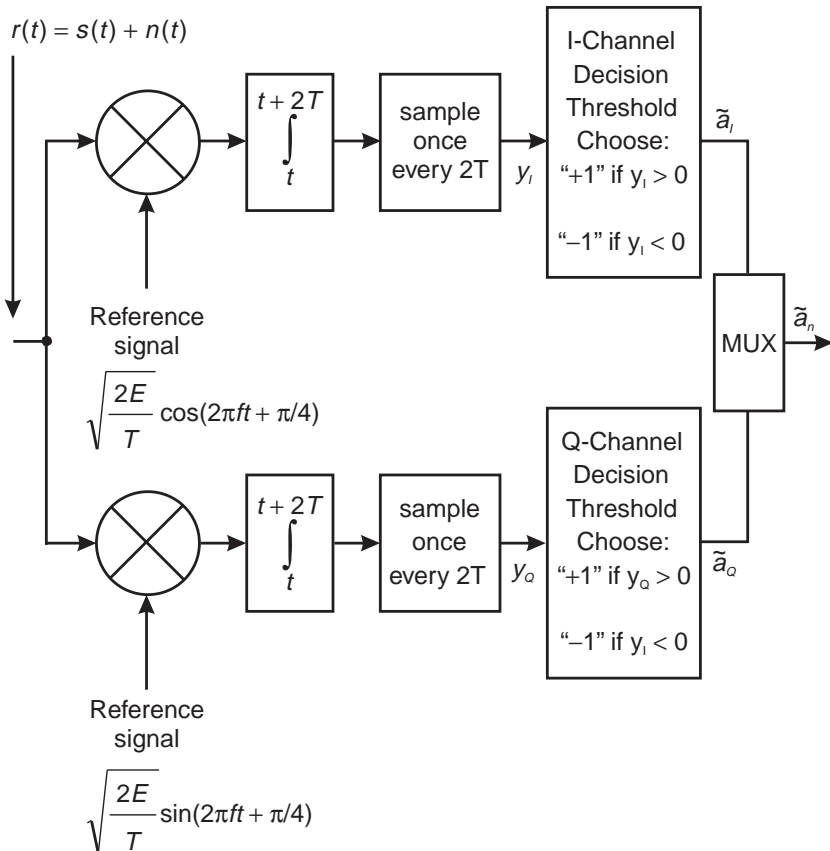 r(t) = s(t) + n(t)
t + 2T
∫
t
sample
once
every 2T
y_I
I-Channel
Decision
Threshold
Choose:
“+1” if y_I > 0
“−1” if y_I < 0
ã_I
Reference
signal
√(2E/T) cos(2πft + π/4)
MUX
ã_n
t + 2T
∫
t
sample
once
every 2T
y_Q
Q-Channel
Decision
Threshold
Choose:
“+1” if y_Q > 0
“−1” if y_I < 0
ã_Q
Reference
signal
√(2E/T) sin(2πft + π/4)